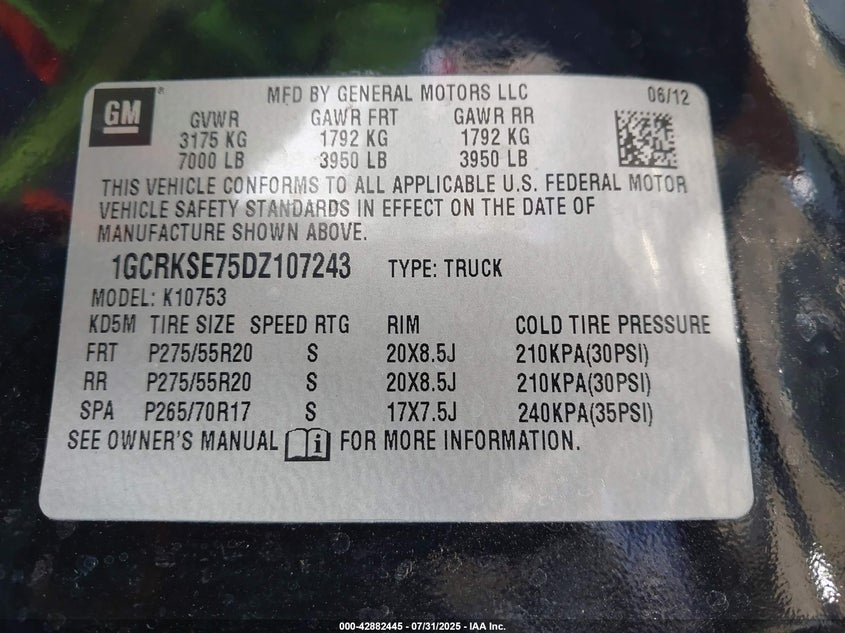 GM
®
MFD BY GENERAL MOTORS LLC 06/12
GVWR GAWR FRT GAWR RR
3175 KG 1792 KG 1792 KG
7000 LB 3950 LB 3950 LB
THIS VEHICLE CONFORMS TO ALL APPLICABLE U.S. FEDERAL MOTOR
VEHICLE SAFETY STANDARDS IN EFFECT ON THE DATE OF
MANUFACTURE SHOWN ABOVE.
1GCRKSE75DZ107243 TYPE: TRUCK
MODEL: K10753
KD5M TIRE SIZE SPEED RTG RIM COLD TIRE PRESSURE
FRT P275/55R20 S 20X8.5J 210KPA(30PSI)
RR P275/55R20 S 20X8.5J 210KPA(30PSI)
SPA P265/70R17 S 17X7.5J 240KPA(35PSI)
SEE OWNER'S MANUAL i FOR MORE INFORMATION.
000-42882445 - 07/31/2025 - IAA Inc.